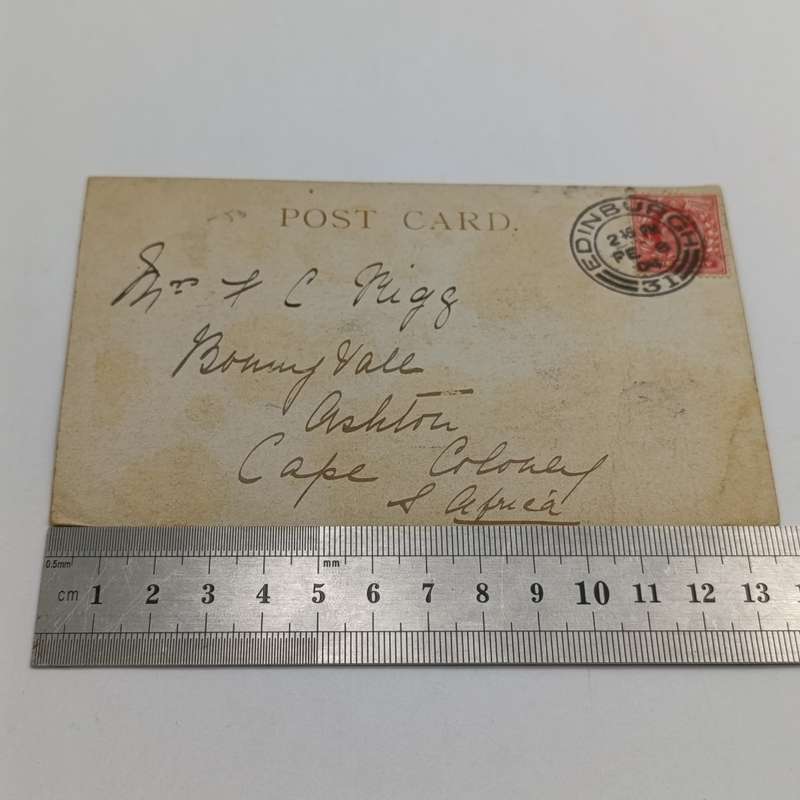 POST CARD.
EDINBURGH
31
Mrs F C Rigg
Bonny Vale
Ashton
Cape Colony
S Africa
0.5mm mm
cm 1 2 3 4 5 6 7 8 9 10 11 12 13